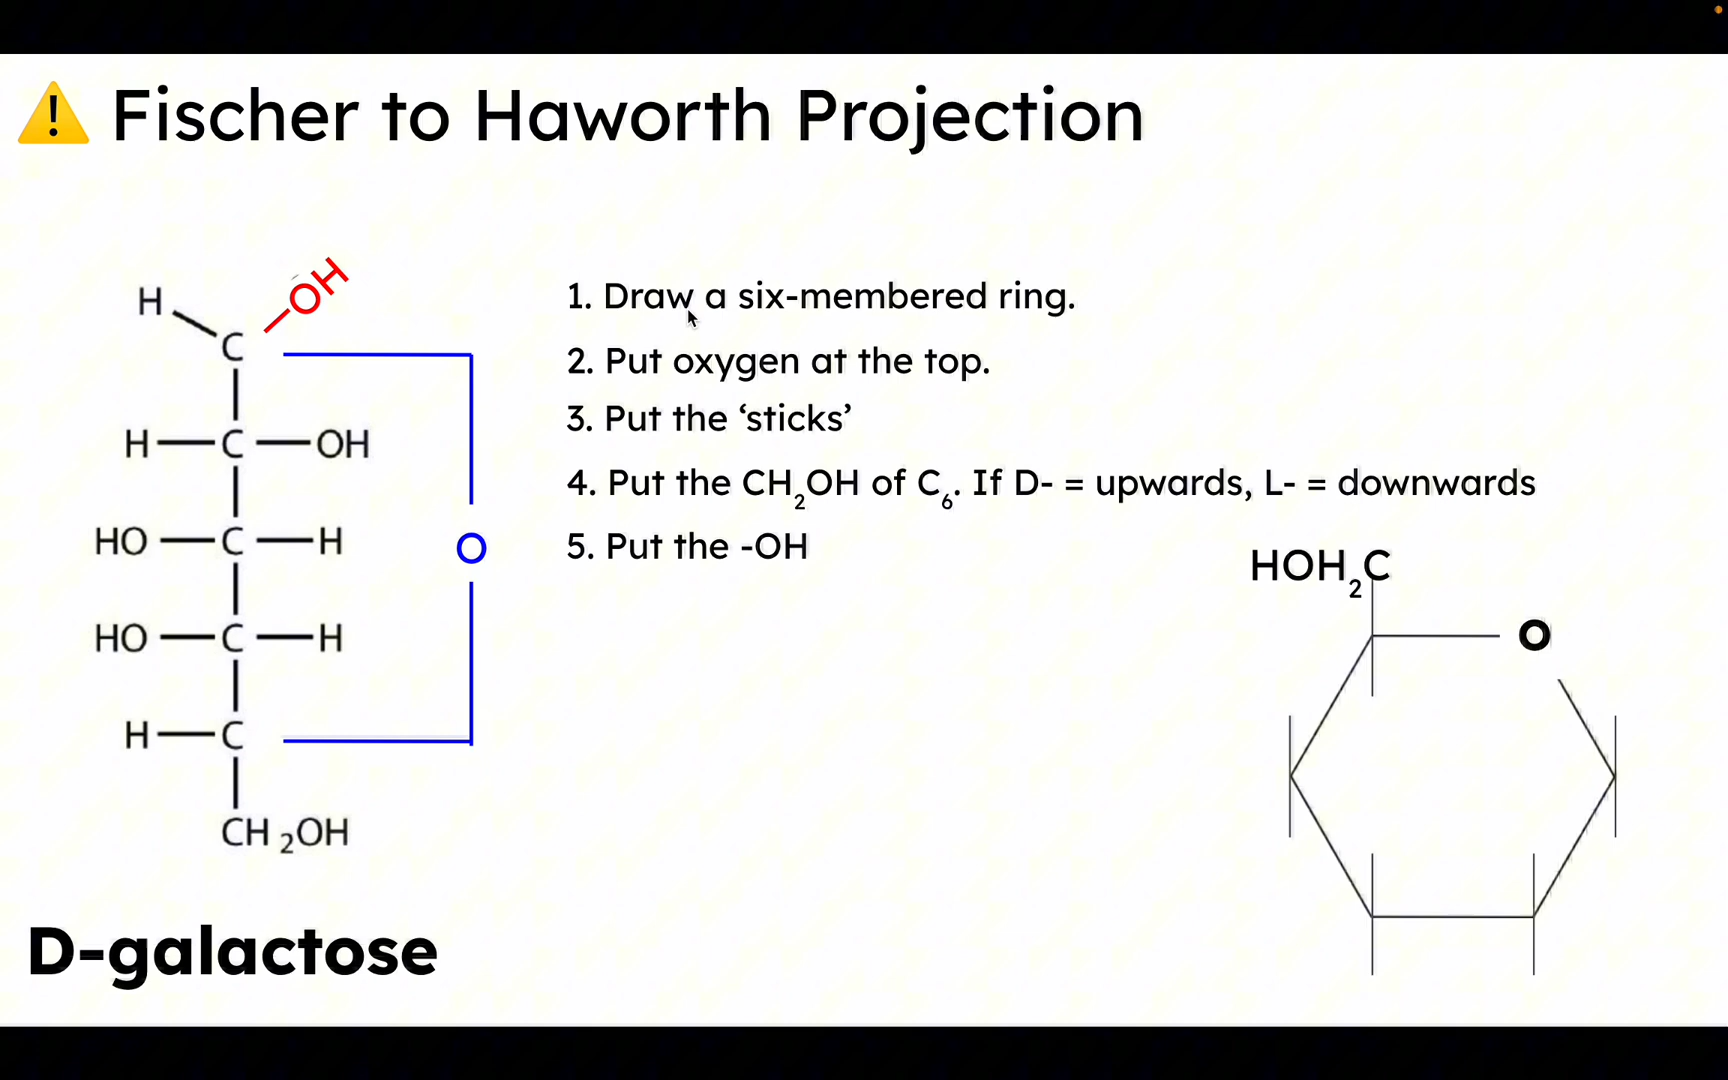 ⚠️ Fischer to Haworth Projection
H
OH
C
H C OH
HO C H
HO C H
H C
CH2OH
O
D-galactose
1. Draw a six-membered ring.
2. Put oxygen at the top.
3. Put the ‘sticks’
4. Put the CH2OH of C6. If D- = upwards, L- = downwards
5. Put the -OH
HOH2C
O